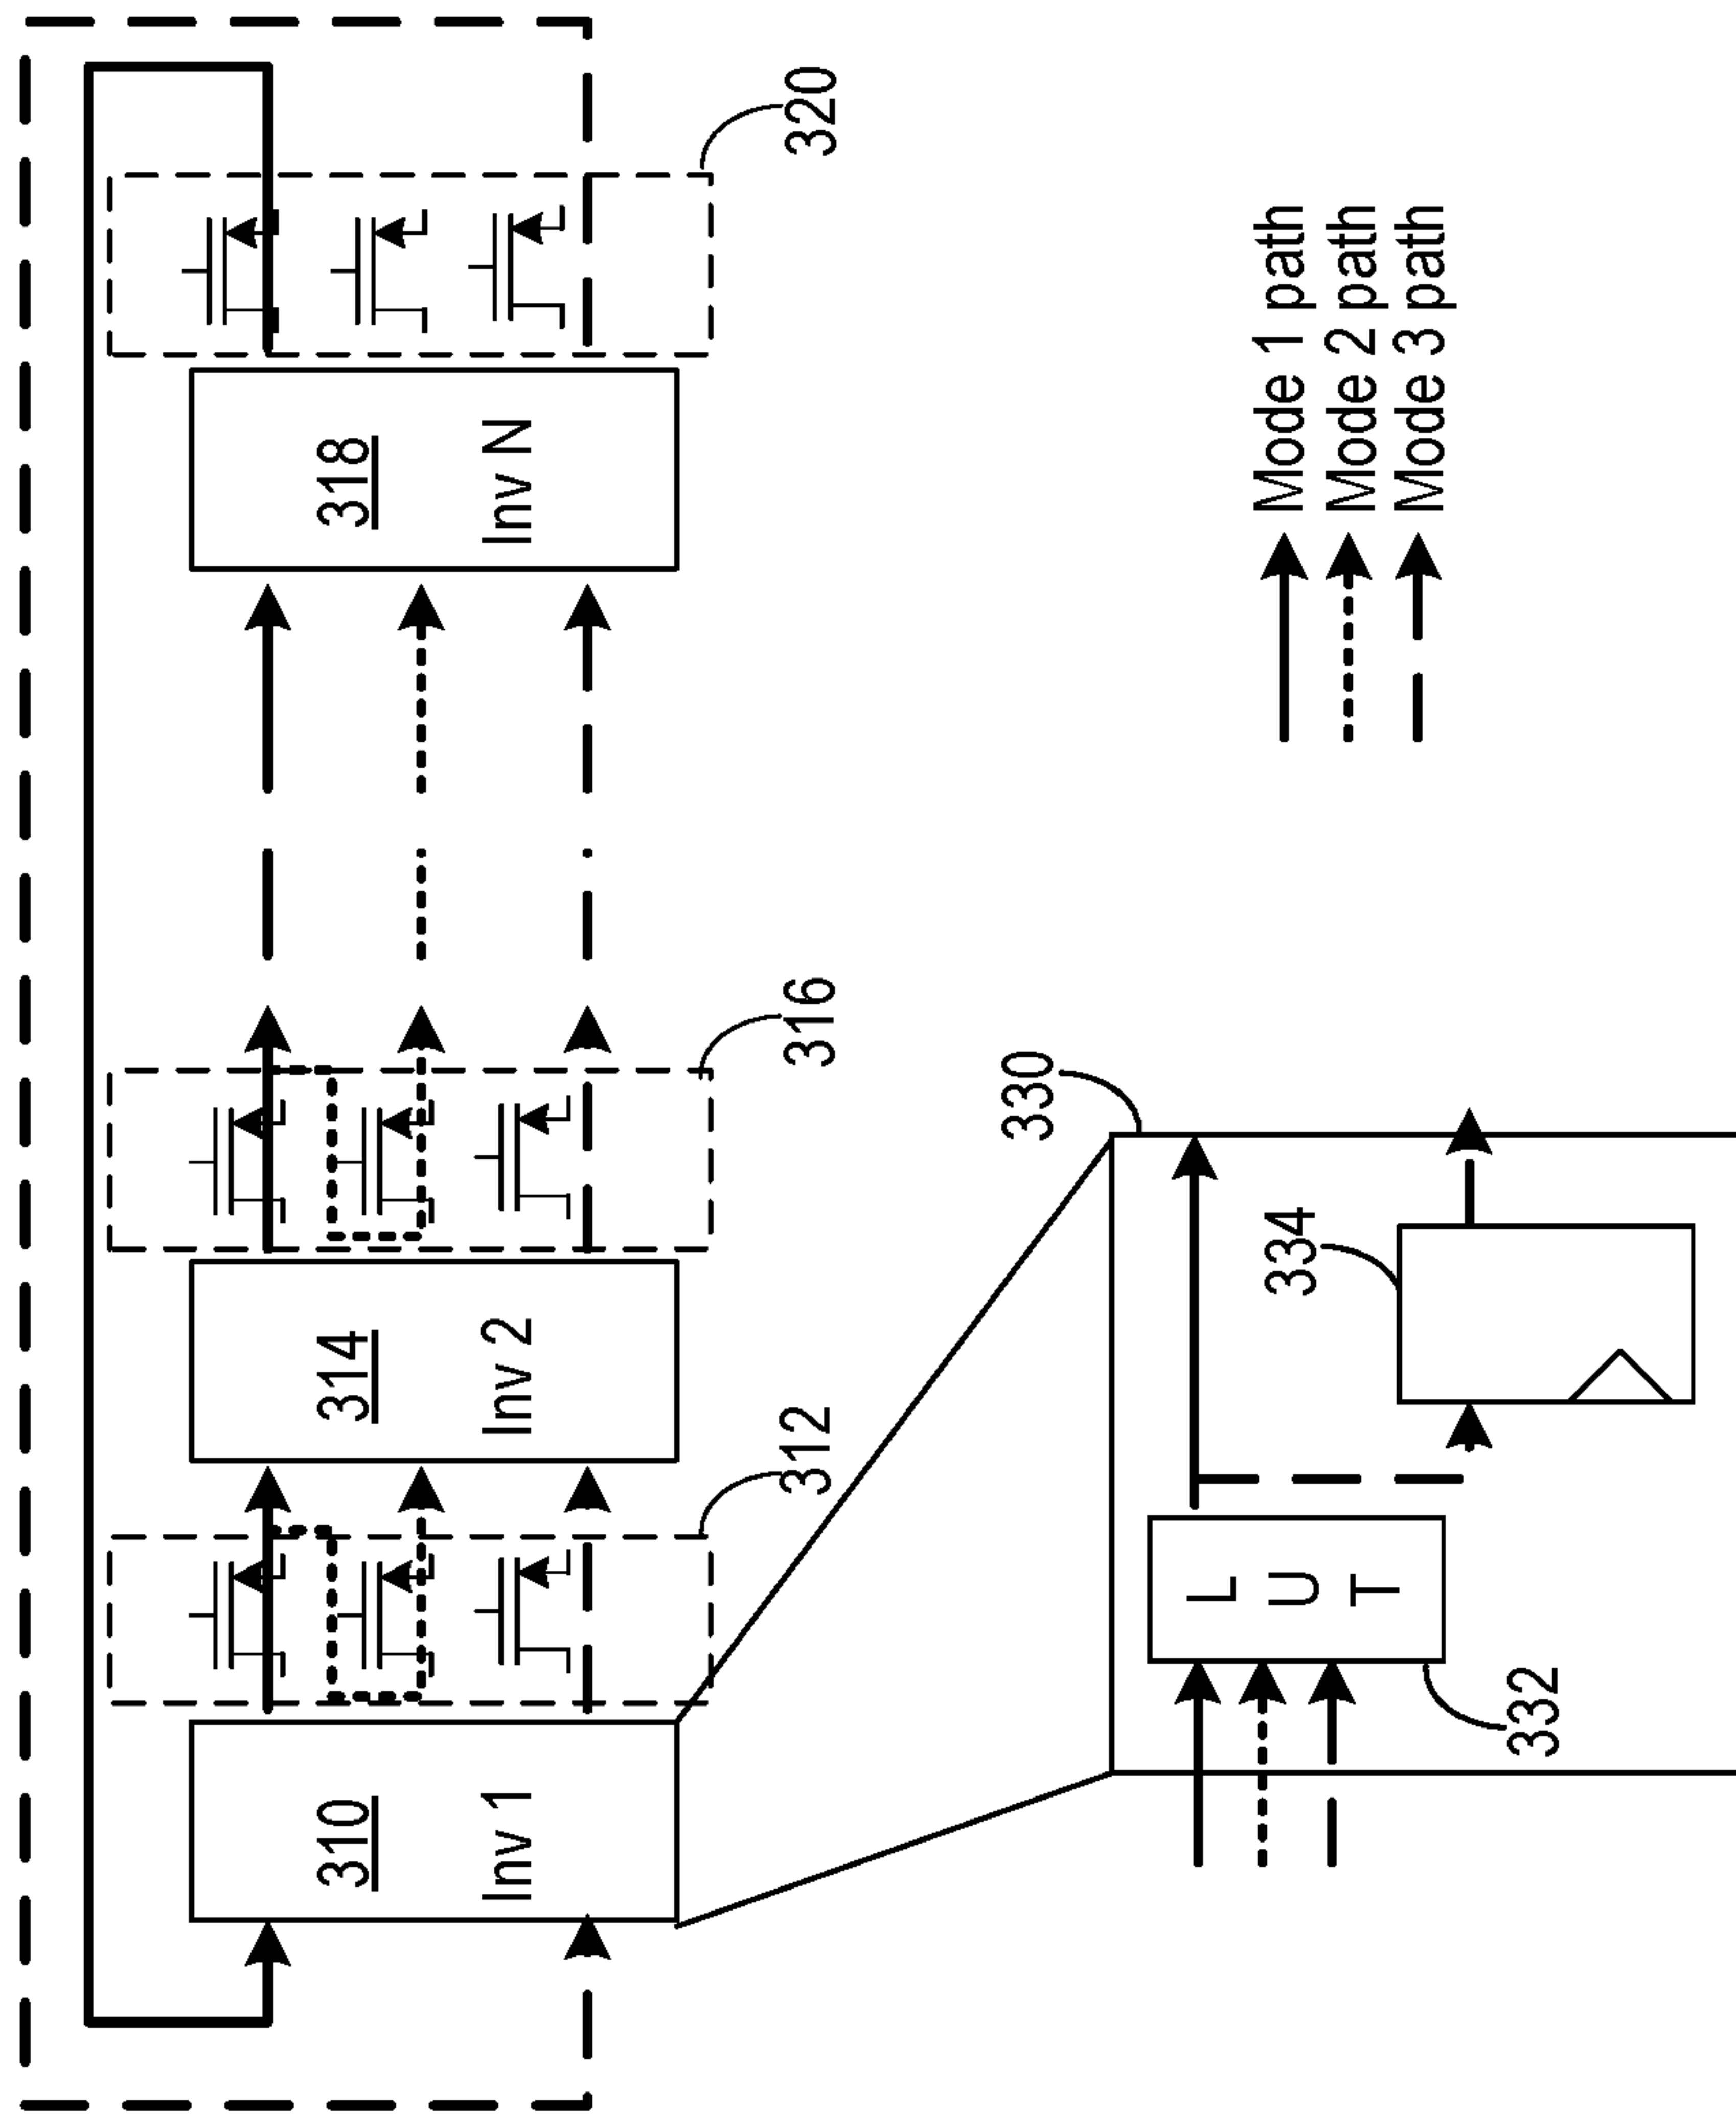 310
Inv 1
312
314
Inv 2
316
318
Inv N
320
330
332
L
U
T
334
Mode 1 path
Mode 2 path
Mode 3 path